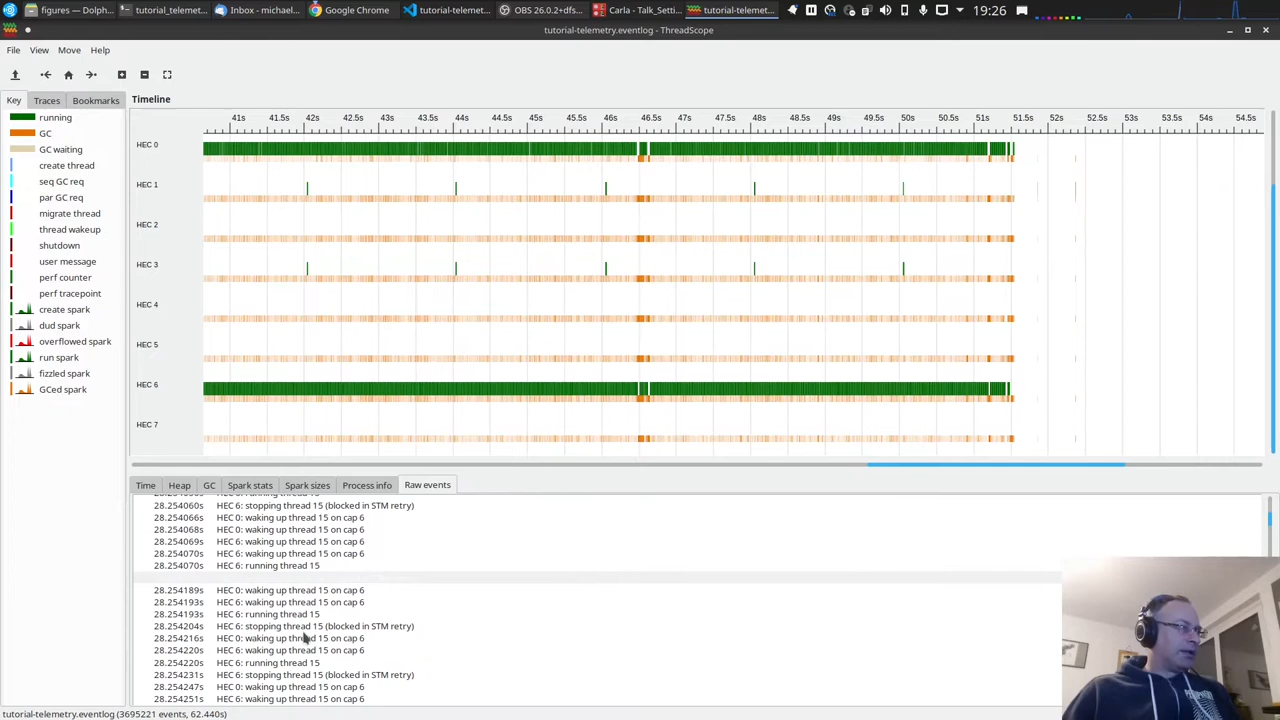 figures — Dolph... tutorial_telemet... Inbox - michael... Google Chrome tutorial-telemet... OBS 26.0.2+dfs... Carla - Talk_Setti... tutorial-telemet... 19:26
tutorial-telemetry.eventlog - ThreadScope
File View Move Help
Key Traces Bookmarks
running
GC
GC waiting
create thread
seq GC req
par GC req
migrate thread
thread wakeup
shutdown
user message
perf counter
perf tracepoint
create spark
dud spark
overflowed spark
run spark
fizzled spark
GCed spark
Timeline
41s 41.5s 42s 42.5s 43s 43.5s 44s 44.5s 45s 45.5s 46s 46.5s 47s 47.5s 48s 48.5s 49s 49.5s 50s 50.5s 51s 51.5s 52s 52.5s 53s 53.5s 54s 54.5s
HEC 0
HEC 1
HEC 2
HEC 3
HEC 4
HEC 5
HEC 6
HEC 7
Time Heap GC Spark stats Spark sizes Process info Raw events
28.254060s HEC 6: stopping thread 15 (blocked in STM retry)
28.254066s HEC 0: waking up thread 15 on cap 6
28.254068s HEC 0: waking up thread 15 on cap 6
28.254069s HEC 0: waking up thread 15 on cap 6
28.254070s HEC 0: waking up thread 15 on cap 6
28.254070s HEC 6: running thread 15
28.254189s HEC 0: waking up thread 15 on cap 6
28.254193s HEC 6: waking up thread 15 on cap 6
28.254193s HEC 6: running thread 15
28.254204s HEC 6: stopping thread 15 (blocked in STM retry)
28.254216s HEC 0: waking up thread 15 on cap 6
28.254220s HEC 6: waking up thread 15 on cap 6
28.254220s HEC 6: running thread 15
28.254231s HEC 6: stopping thread 15 (blocked in STM retry)
28.254247s HEC 0: waking up thread 15 on cap 6
28.254251s HEC 6: waking up thread 15 on cap 6
tutorial-telemetry.eventlog (3695221 events, 62.440s)